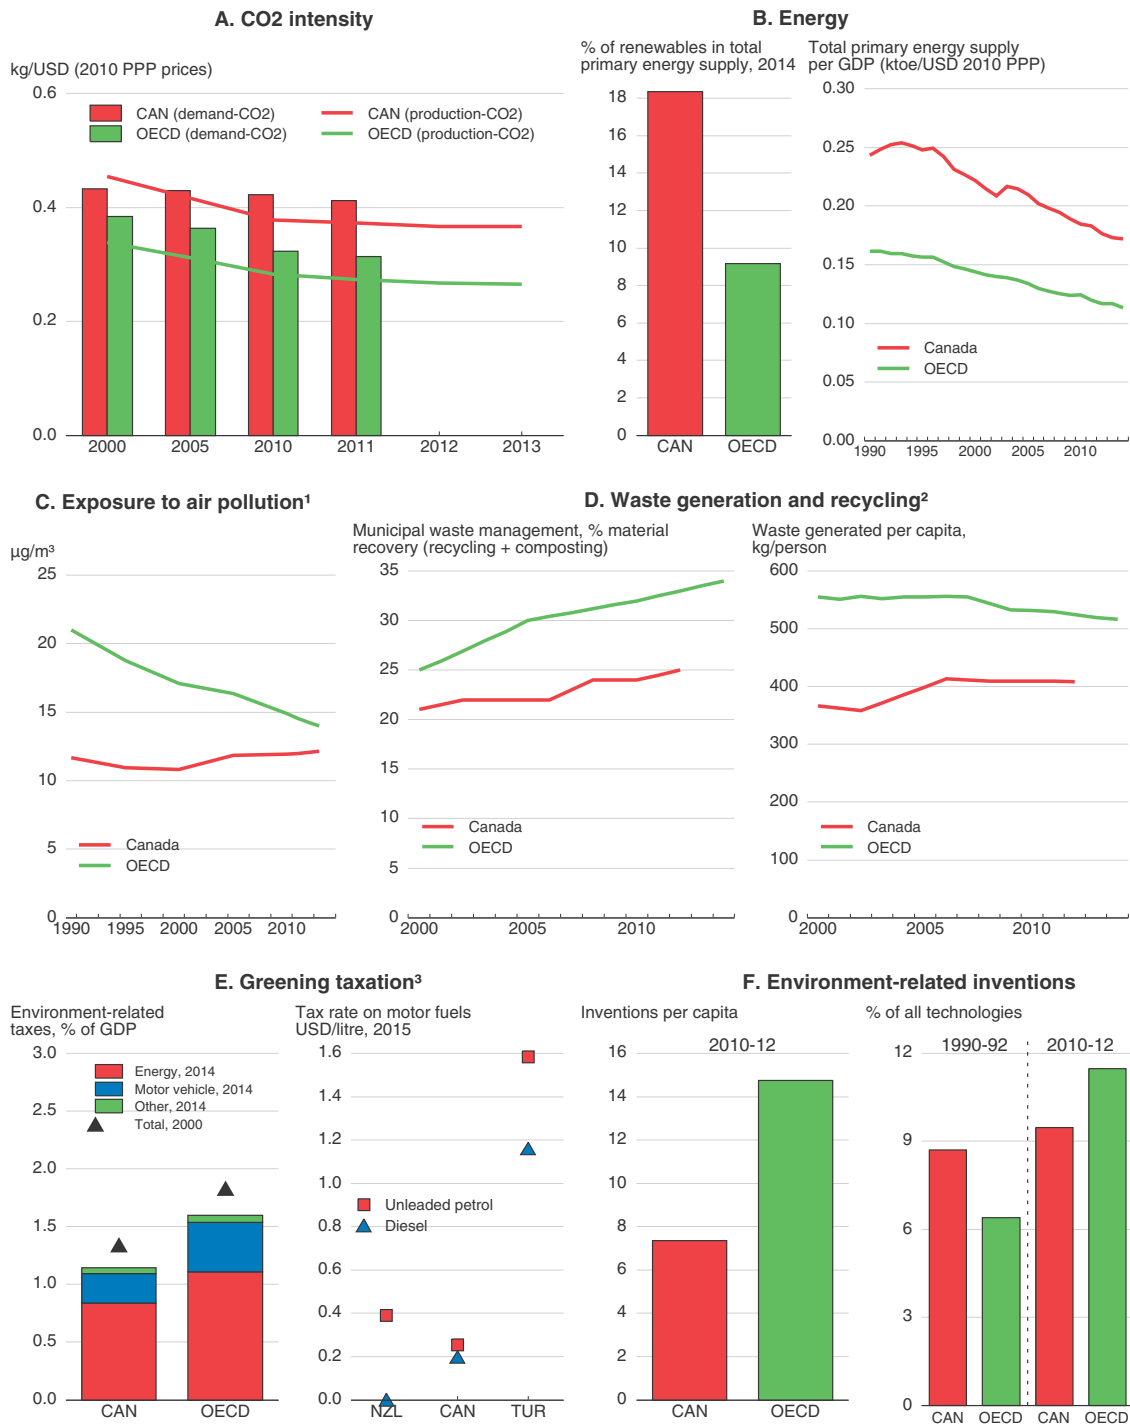 A. CO2 intensity
kg/USD (2010 PPP prices)
0.6
CAN (demand-CO2)
CAN (production-CO2)
OECD (demand-CO2)
OECD (production-CO2)
0.4
0.2
0.0
2000 2005 2010 2011 2012 2013
B. Energy
% of renewables in total
primary energy supply, 2014
18
16
14
12
10
8
6
4
2
0
CAN OECD
Total primary energy supply
per GDP (ktoe/USD 2010 PPP)
0.30
0.25
0.20
0.15
0.10
Canada
OECD
0.05
0.00
1990 1995 2000 2005 2010
C. Exposure to air pollution¹
µg/m³
25
20
15
10
Canada
5
OECD
0
1990 1995 2000 2005 2010
D. Waste generation and recycling²
Municipal waste management, % material
recovery (recycling + composting)
35
30
25
20
15
10
Canada
OECD
5
0
2000 2005 2010
Waste generated per capita,
kg/person
600
500
400
300
200
Canada
OECD
100
0
2000 2005 2010
E. Greening taxation³
Environment-related
taxes, % of GDP
3.0
Energy, 2014
Motor vehicle, 2014
Other, 2014
2.5
Total, 2000
2.0
1.5
1.0
0.5
0.0
CAN OECD
Tax rate on motor fuels
USD/litre, 2015
1.6
1.4
1.2
1.0
Unleaded petrol
0.8
Diesel
0.6
0.4
0.2
0.0
NZL CAN TUR
F. Environment-related inventions
Inventions per capita
2010-12
16
14
12
10
8
6
4
2
0
CAN OECD
% of all technologies
1990-92 2010-12
12
9
6
3
0
CAN OECD CAN OECD